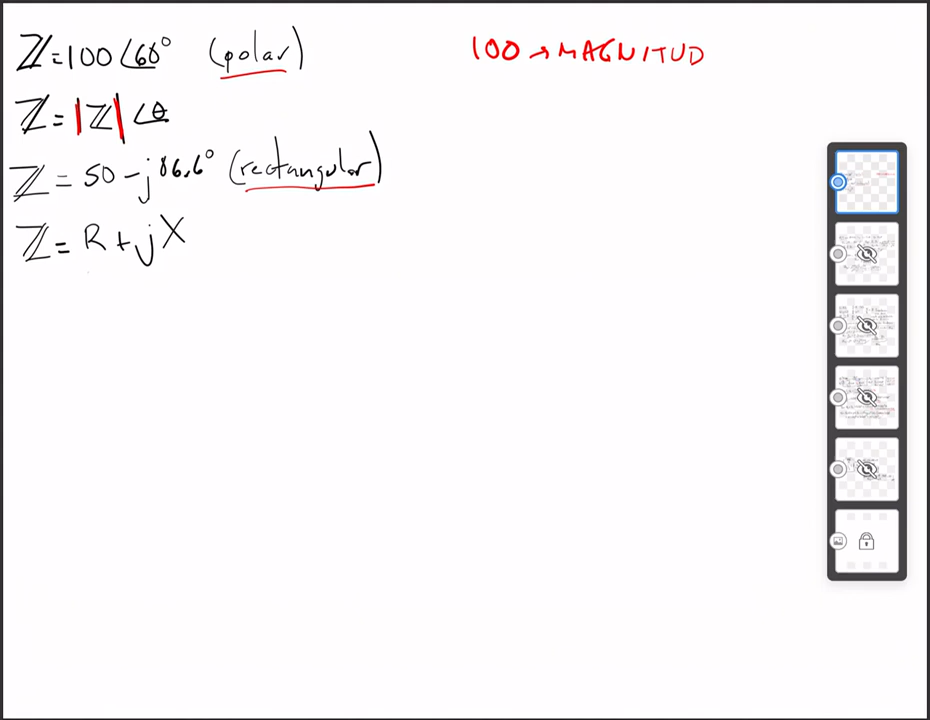 Z=100∠60° (polar)
100→MAGNITUD
Z=|Z|∠θ
Z=50-j86.6° (rectangular)
Z=R+jX